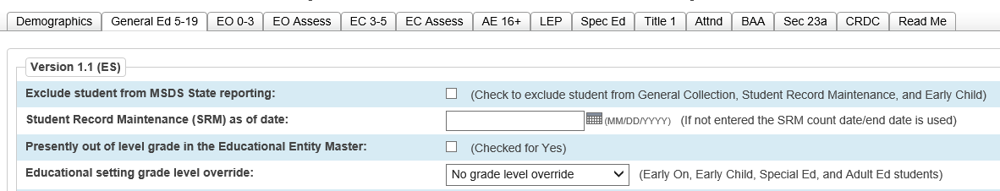 Demographics General Ed 5-19 EO 0-3 EO Assess EC 3-5 EC Assess AE 16+ LEP Spec Ed Title 1 Attnd BAA Sec 23a CRDC Read Me
Version 1.1 (ES)
Exclude student from MSDS State reporting: (Check to exclude student from General Collection, Student Record Maintenance, and Early Child)
Student Record Maintenance (SRM) as of date: (MM/DD/YYYY) (If not entered the SRM count date/end date is used)
Presently out of level grade in the Educational Entity Master: (Checked for Yes)
Educational setting grade level override: No grade level override (Early On, Early Child, Special Ed, and Adult Ed students)